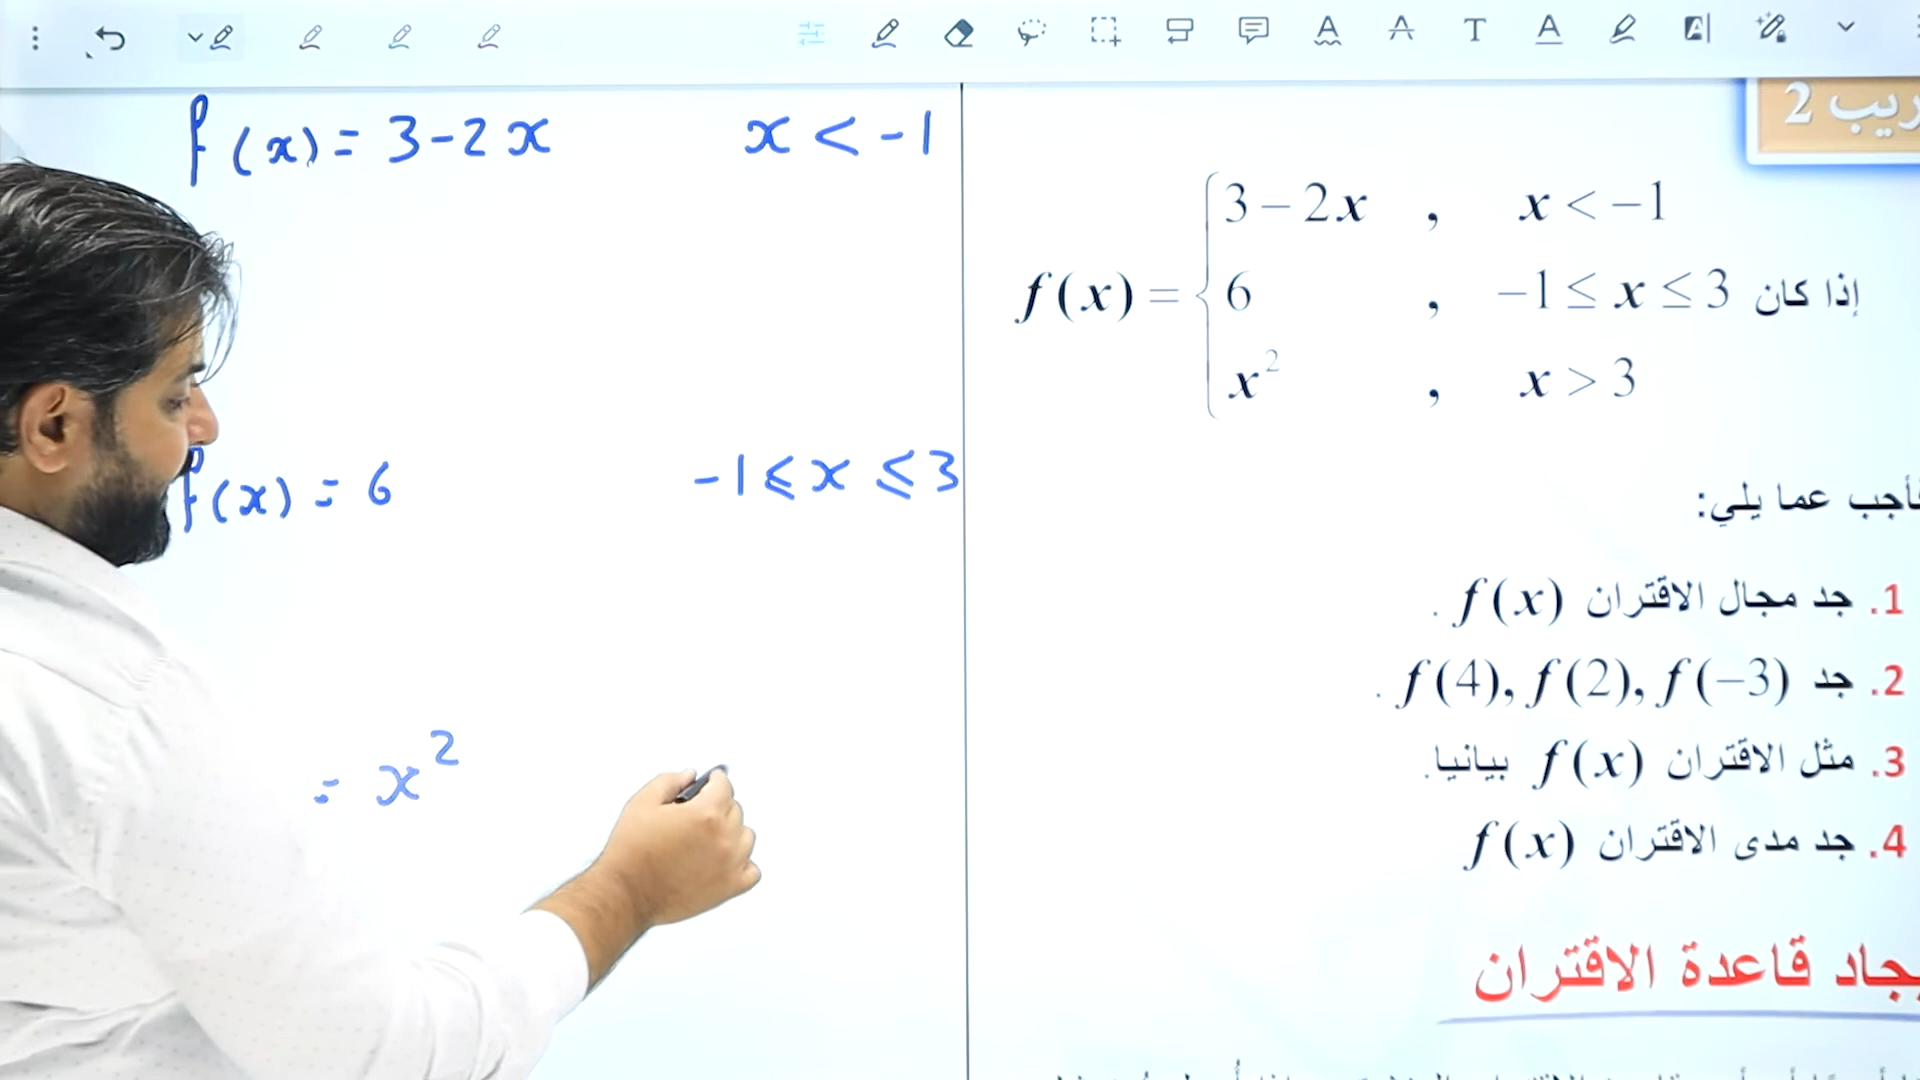 f(x) = 3-2x x < -1
f(x) = 6 -1 ≤ x ≤ 3
= x²
2
إذا كان f(x) = { 3 - 2x , x < -1
6 , -1 ≤ x ≤ 3
x² , x > 3
عما يلي:
1. جد مجال الاقتران f(x) .
2. جد f(4), f(2), f(-3) .
3. مثل الاقتران f(x) بيانيا.
4. جد مدى الاقتران f(x)
قاعدة الاقتران